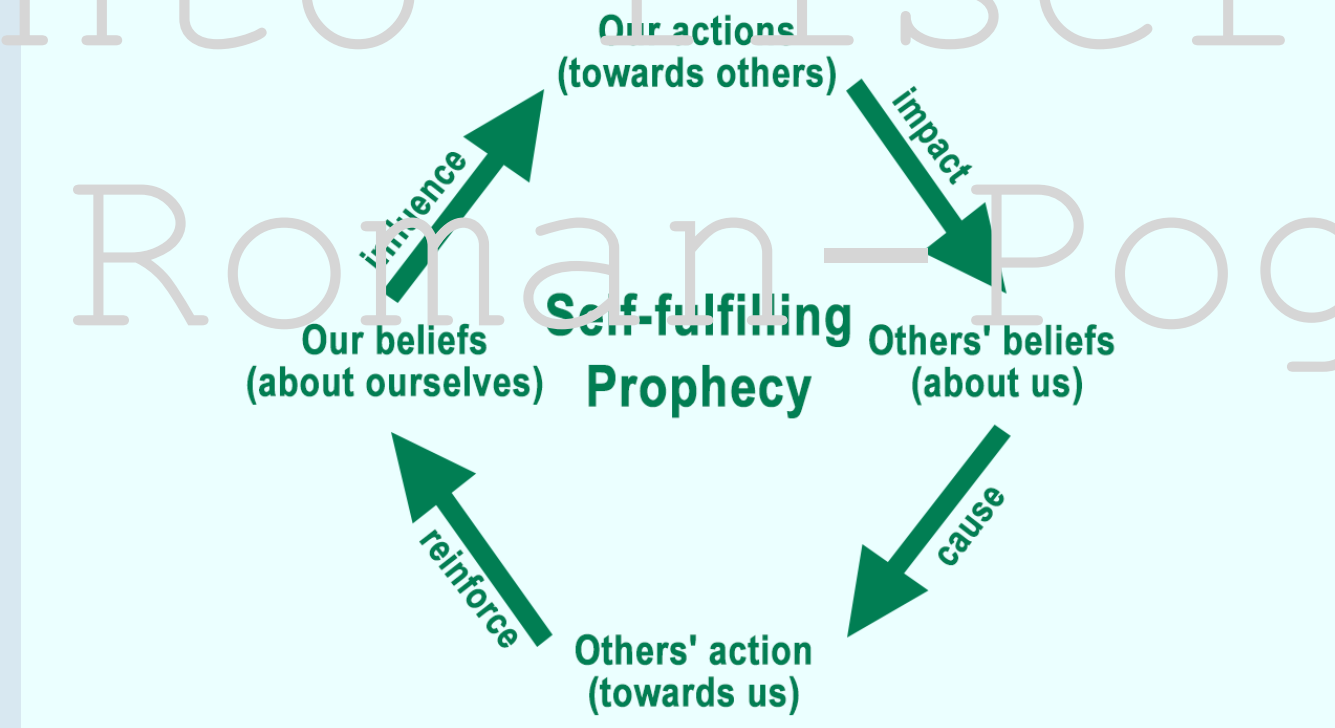 Our actions
(towards others)
impact
influence
Self-fulfilling
Prophecy
Our beliefs
(about ourselves)
Others' beliefs
(about us)
cause
reinforce
Others' action
(towards us)
Roman-Pog